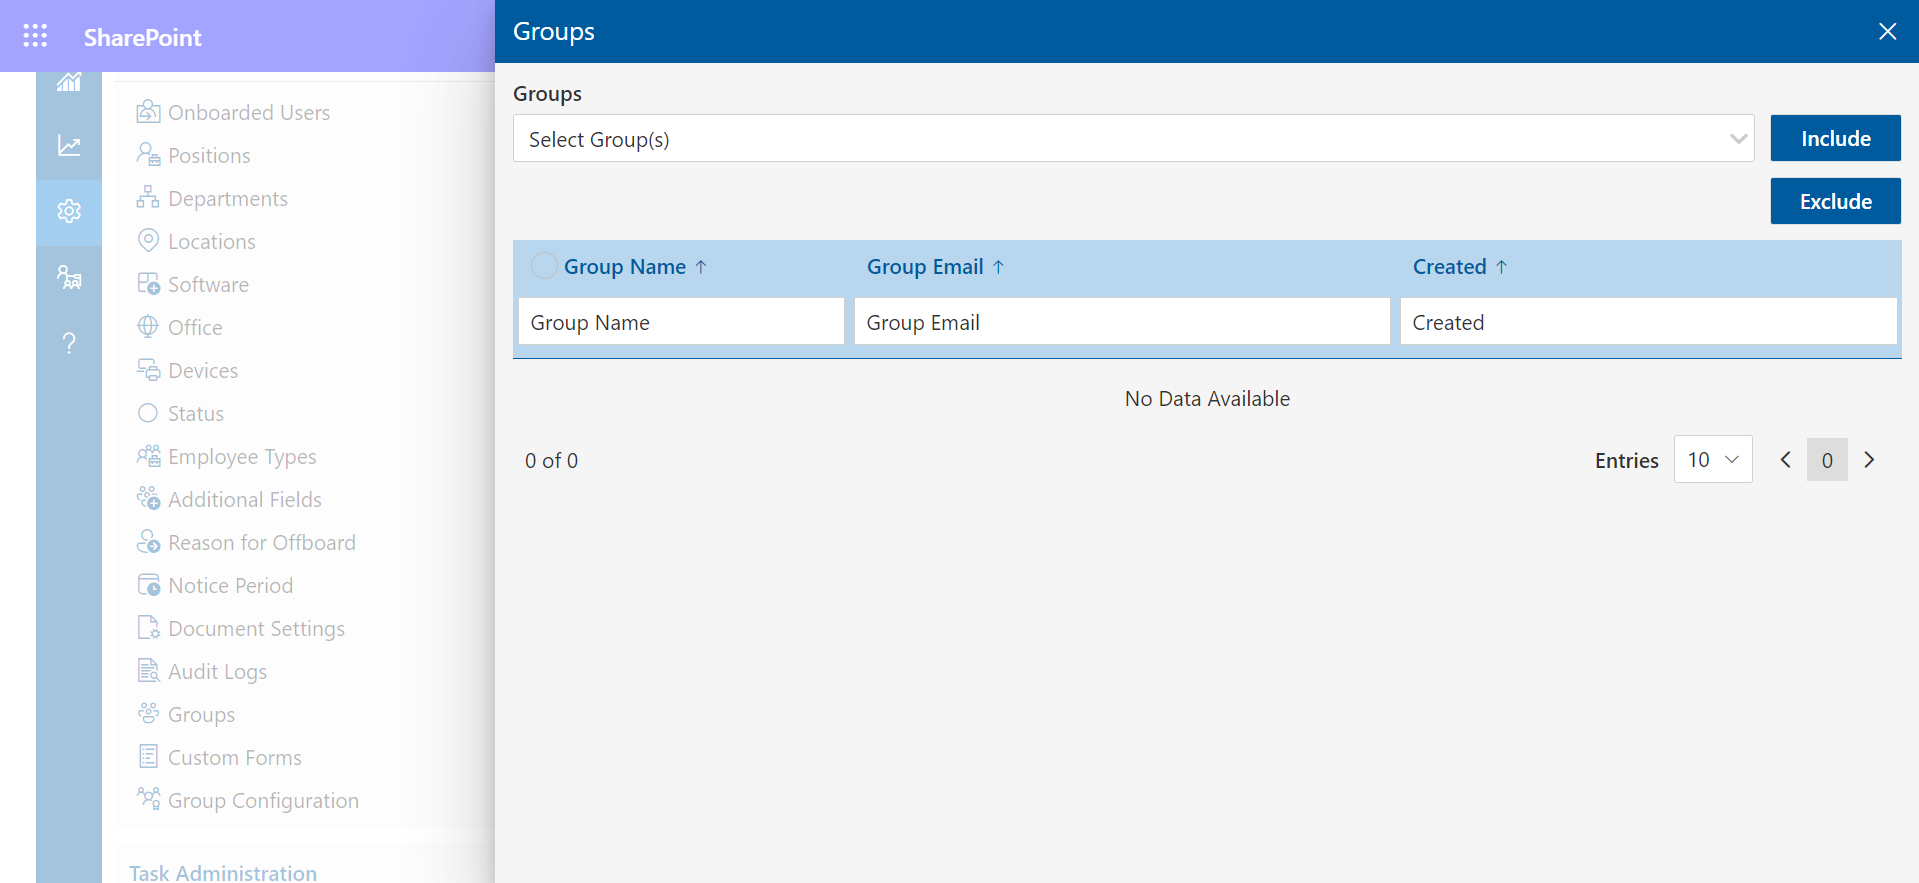 SharePoint
Onboarded Users
Positions
Departments
Locations
Software
Office
Devices
Status
Employee Types
Additional Fields
Reason for Offboard
Notice Period
Document Settings
Audit Logs
Groups
Custom Forms
Group Configuration
Task Administration
Groups
Groups
Select Group(s)
Include
Exclude
Group Name ↑ Group Email ↑ Created ↑
Group Name Group Email Created
No Data Available
0 of 0 Entries 10 0